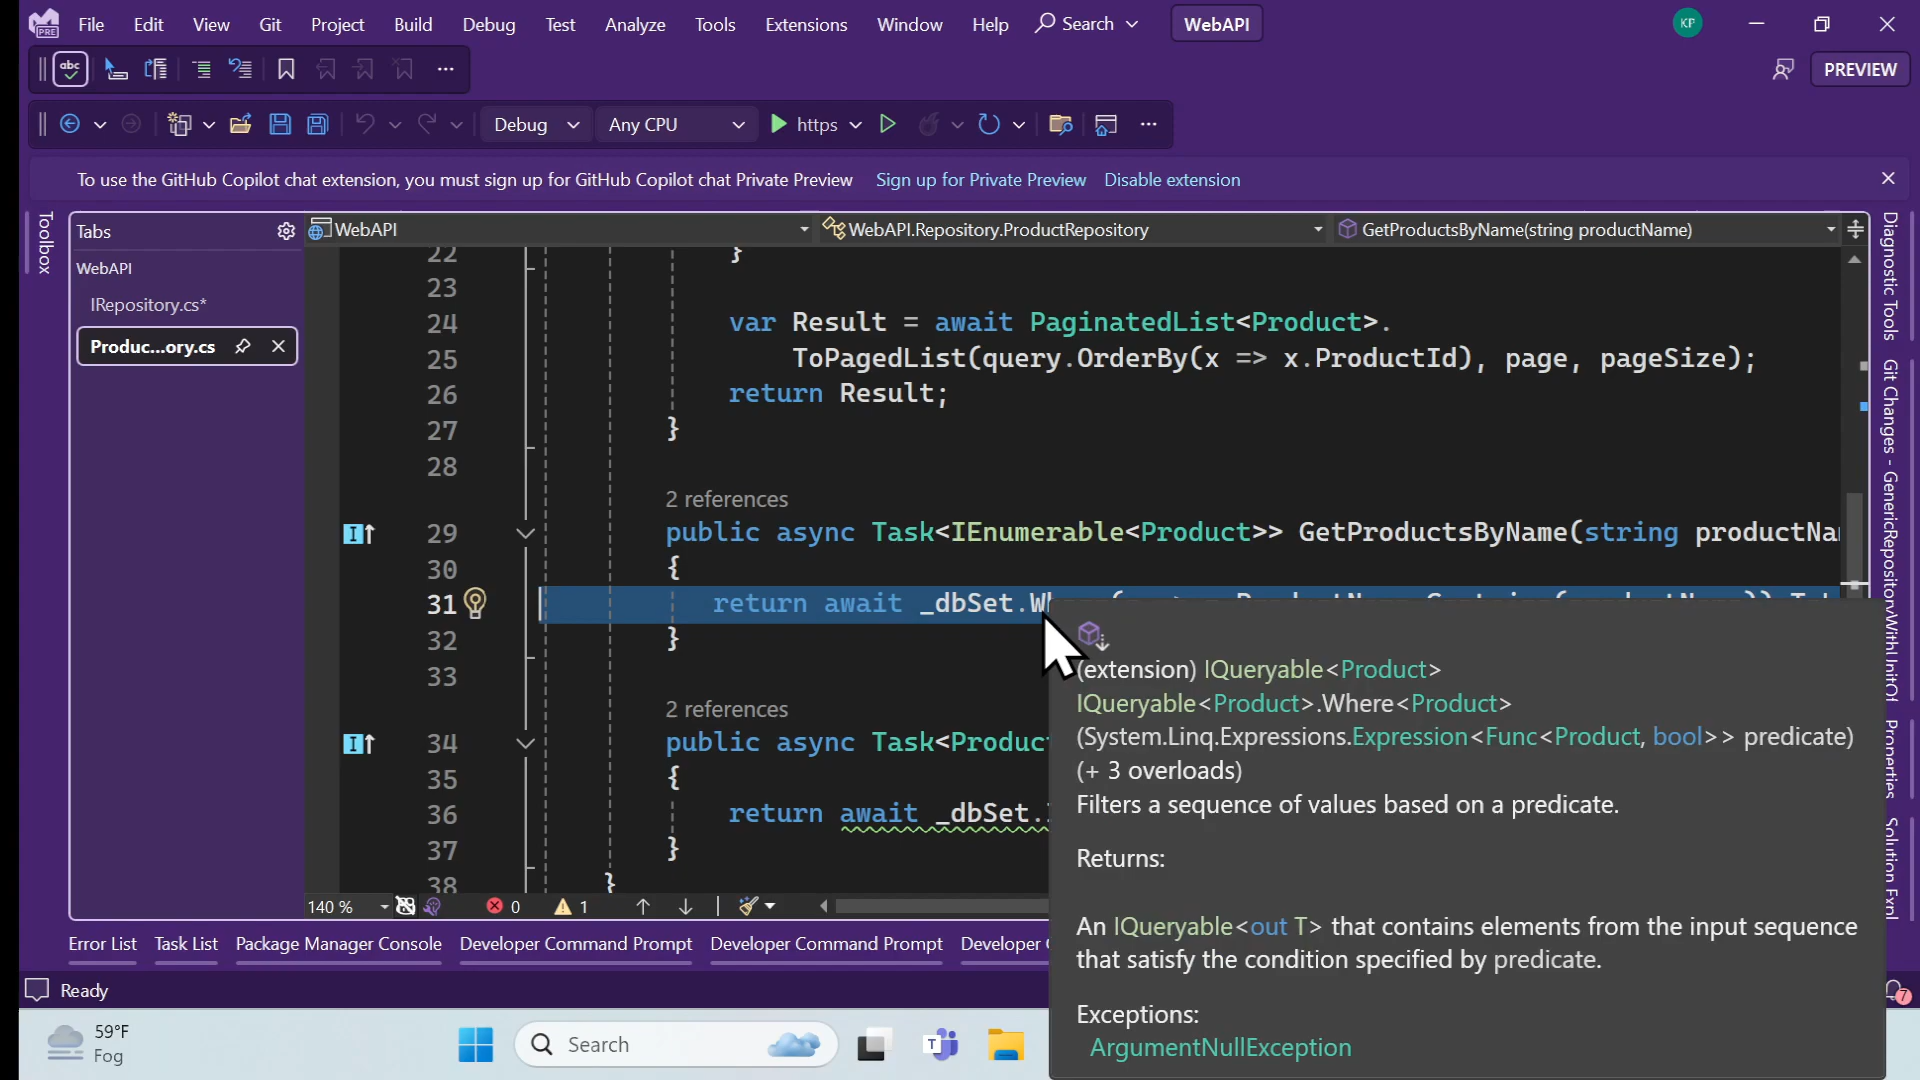 File Edit View Git Project Build Debug Test Analyze Tools Extensions Window Help Search WebAPI KP
PRE
abc
PREVIEW
Debug Any CPU https
To use the GitHub Copilot chat extension, you must sign up for GitHub Copilot chat Private Preview Sign up for Private Preview Disable extension
Toolbox
Tabs
WebAPI
IRepository.cs*
Produc...ory.cs
WebAPI WebAPI.Repository.ProductRepository GetProductsByName(string productName)
22 }
23
24 var Result = await PaginatedList<Product>.
25 ToPagedList(query.OrderBy(x => x.ProductId), page, pageSize);
26 return Result;
27 }
28
2 references
29 public async Task<IEnumerable<Product>> GetProductsByName(string productNa
30 {
31 return await _dbSet.Where
32 }
33
2 references
34 public async Task<Produc
35 {
36 return await _dbSet.
37 }
38 }
(extension) IQueryable<Product>
IQueryable<Product>.Where<Product>
(System.Linq.Expressions.Expression<Func<Product, bool>> predicate)
(+ 3 overloads)
Filters a sequence of values based on a predicate.
Returns:
An IQueryable<out T> that contains elements from the input sequence
that satisfy the condition specified by predicate.
Exceptions:
ArgumentNullException
Diagnostic Tools
Git Changes - GenericRepositoryWithUnitOf
Properties
Solution Expl
140 % 0 1
Error List Task List Package Manager Console Developer Command Prompt Developer Command Prompt Developer
Ready
7
59°F
Fog
Search